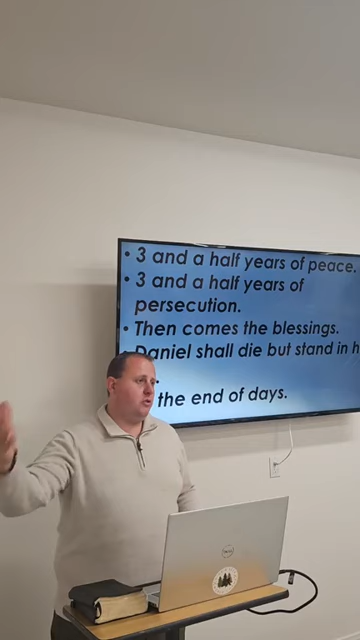 • 3 and a half years of peace.
• 3 and a half years of
persecution.
• Then comes the blessings.
• Daniel shall die but stand in
the end of days.
DELL